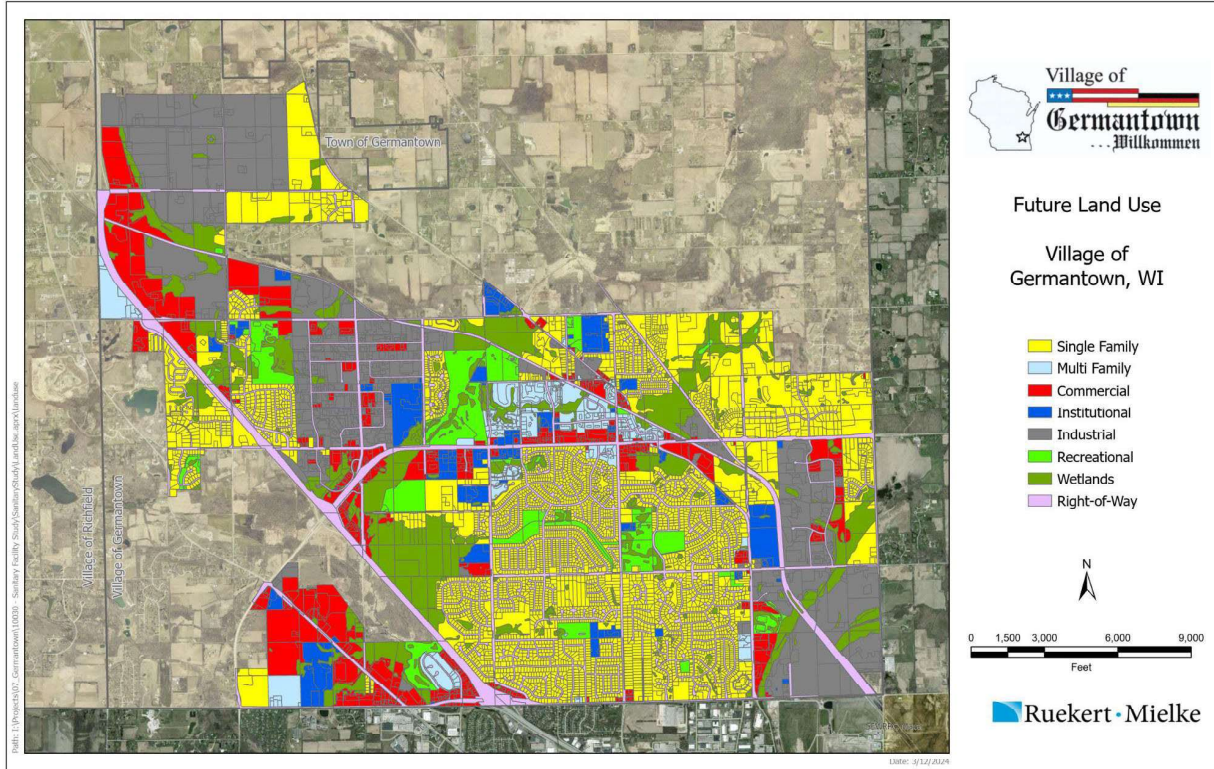 Village of
Germantown
...Willkommen
Future Land Use
Village of
Germantown, WI
Single Family
Multi Family
Commercial
Institutional
Industrial
Recreational
Wetlands
Right-of-Way
N
0 1,500 3,000 6,000 9,000
Feet
Ruekert · Mielke
Town of Germantown
Village of Richfield
Village of Germantown
Date: 3/12/2024